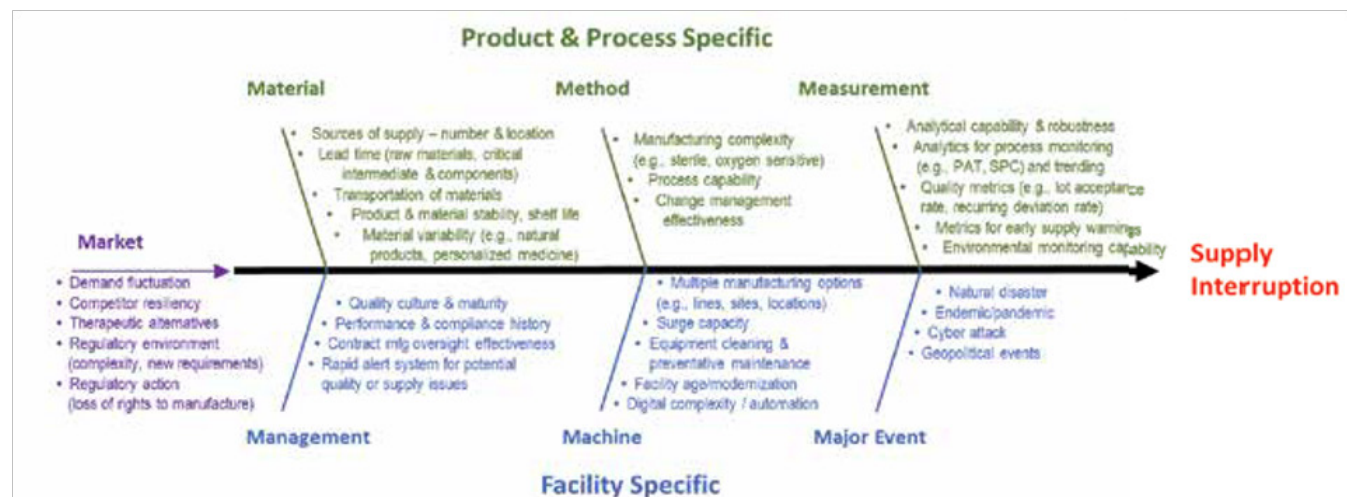 Product & Process Specific
Material
Method
Measurement
• Sources of supply – number & location
• Lead time (raw materials, critical
intermediate & components)
• Transportation of materials
• Product & material stability, shelf life
• Material variability (e.g., natural
products, personalized medicine)
• Manufacturing complexity
(e.g., sterile, oxygen sensitive)
• Process capability
• Change management
effectiveness
• Analytical capability & robustness
• Analytics for process monitoring
(e.g., PAT, SPC) and trending
• Quality metrics (e.g., lot acceptance
rate, recurring deviation rate)
• Metrics for early supply warnings
• Environmental monitoring capability
Market
• Demand fluctuation
• Competitor resiliency
• Therapeutic alternatives
• Regulatory environment
(complexity, new requirements)
• Regulatory action
(loss of rights to manufacture)
• Quality culture & maturity
• Performance & compliance history
• Contract mfg oversight effectiveness
• Rapid alert system for potential
quality or supply issues
• Multiple manufacturing options
(e.g., lines, sites, locations)
• Surge capacity
• Equipment cleaning &
preventative maintenance
• Facility age/modernization
• Digital complexity / automation
• Natural disaster
• Endemic/pandemic
• Cyber attack
• Geopolitical events
Supply
Interruption
Management
Machine
Major Event
Facility Specific